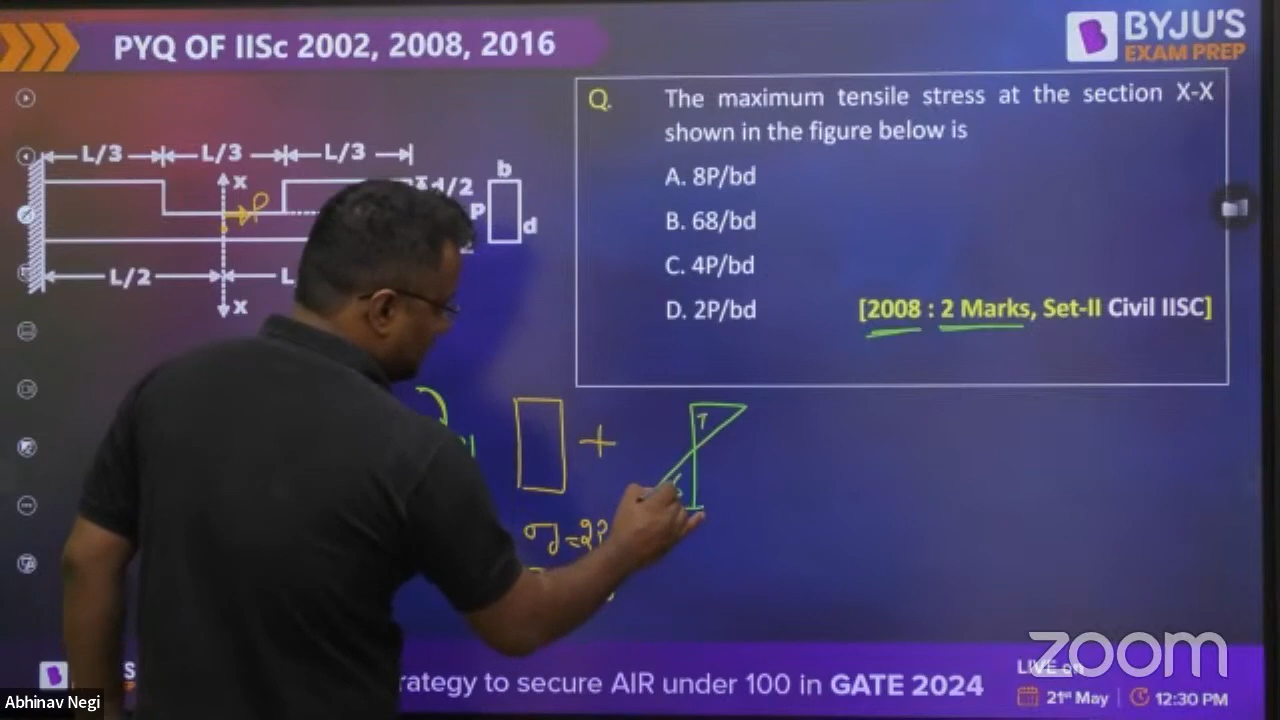 PYQ OF IISc 2002, 2008, 2016
BYJU'S
EXAM PREP
Q. The maximum tensile stress at the section X-X
shown in the figure below is
A. 8P/bd
B. 68/bd
C. 4P/bd
D. 2P/bd
[2008 : 2 Marks, Set-II Civil IISC]
L/3 L/3 L/3
x
P
b
P
d
L/2
L
x
T
zoom
rategy to secure AIR under 100 in GATE 2024
LIVE on
21st May | 12:30 PM
Abhinav Negi